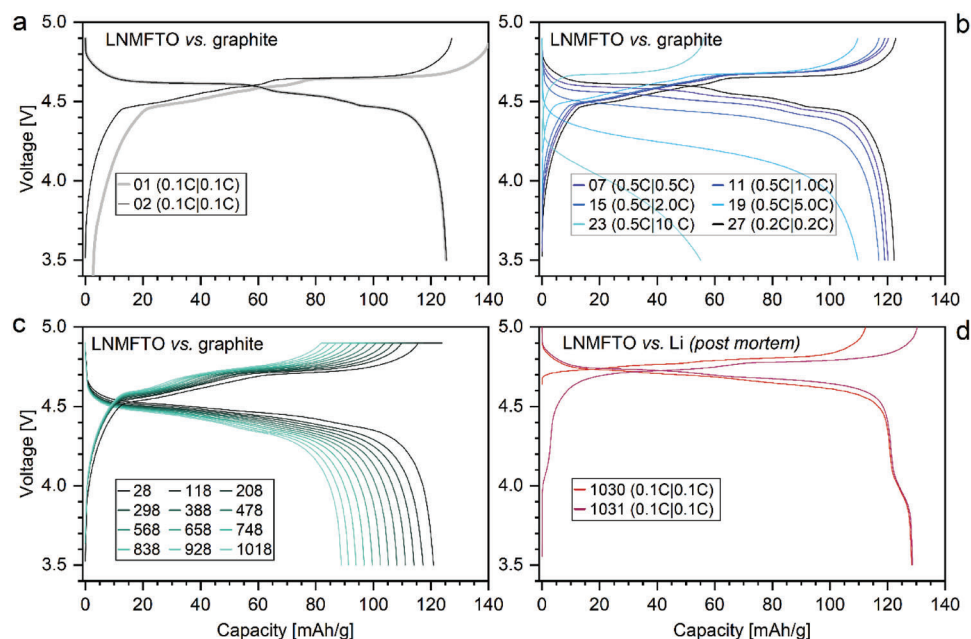 a
LNMFTO vs. graphite
5.0
4.5
4.0
3.5
Voltage [V]
01 (0.1C|0.1C)
02 (0.1C|0.1C)
0 20 40 60 80 100 120 140
b
LNMFTO vs. graphite
07 (0.5C|0.5C) 11 (0.5C|1.0C)
15 (0.5C|2.0C) 19 (0.5C|5.0C)
23 (0.5C|10 C) 27 (0.2C|0.2C)
0 20 40 60 80 100 120 140
c
LNMFTO vs. graphite
5.0
4.5
4.0
3.5
Voltage [V]
28 118 208
298 388 478
568 658 748
838 928 1018
0 20 40 60 80 100 120 140
Capacity [mAh/g]
d
LNMFTO vs. Li (post mortem)
1030 (0.1C|0.1C)
1031 (0.1C|0.1C)
0 20 40 60 80 100 120 140
Capacity [mAh/g]